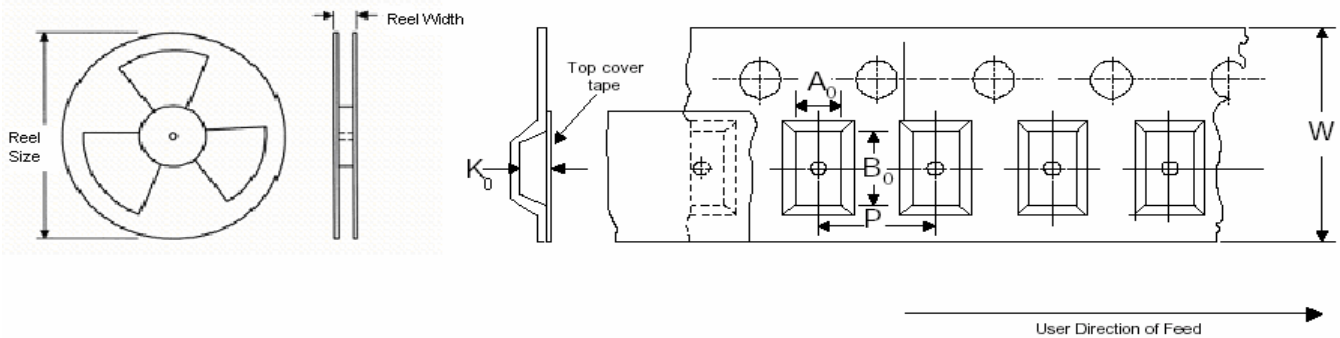 Reel Width
Reel
Size
Top cover
tape
K0
A0
B0
P
W
User Direction of Feed